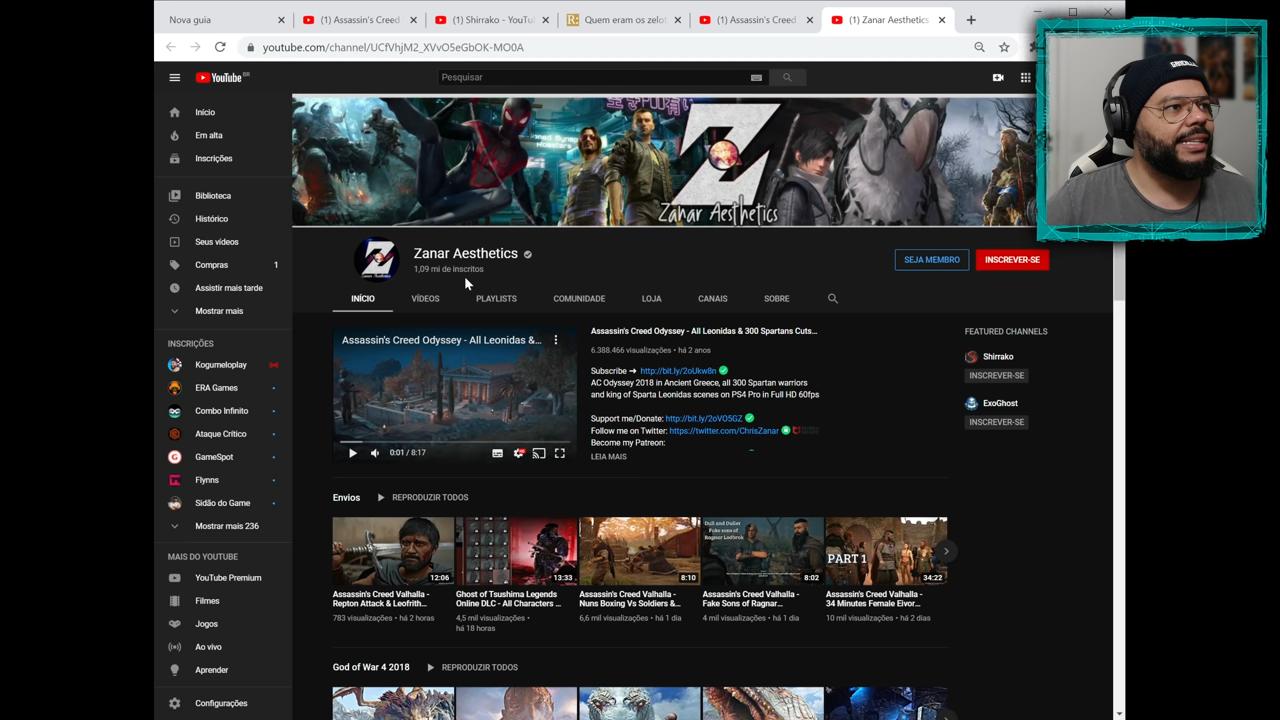 Nova guia
(1) Assassin's Creed
(1) Shirrako - YouTu
Quem eram os zelot
(1) Assassin's Creed
(1) Zanar Aesthetics
youtube.com/channel/UCfVhjM2_XVvO5eGbOK-MO0A
YouTube BR
Pesquisar
Início
Em alta
Inscrições
Biblioteca
Histórico
Seus vídeos
Compras 1
Assistir mais tarde
Mostrar mais
INSCRIÇÕES
Kogumeloplay
ERA Games
Combo Infinito
Ataque Crítico
GameSpot
Flynns
Sidão do Game
Mostrar mais 236
MAIS DO YOUTUBE
YouTube Premium
Filmes
Jogos
Ao vivo
Aprender
Configurações
Z
Zanar Aesthetics
Zanar Aesthetics
1,09 mi de inscritos
SEJA MEMBRO
INSCREVER-SE
INÍCIO
VÍDEOS
PLAYLISTS
COMUNIDADE
LOJA
CANAIS
SOBRE
Assassin's Creed Odyssey - All Leonidas &...
0:01 / 8:17
Assassin's Creed Odyssey - All Leonidas & 300 Spartans Cuts...
6.388.466 visualizações • há 2 anos
Subscribe → http://bit.ly/2oUkw8n
AC Odyssey 2018 in Ancient Greece, all 300 Spartan warriors
and king of Sparta Leonidas scenes on PS4 Pro in Full HD 60fps
Support me/Donate: http://bit.ly/2oVO5GZ
Follow me on Twitter: https://twitter.com/ChrisZanar
Become my Patreon:
LEIA MAIS
FEATURED CHANNELS
Shirrako
INSCREVER-SE
ExoGhost
INSCREVER-SE
Envios
REPRODUZIR TODOS
12:06
Assassin's Creed Valhalla -
Repton Attack & Leofrith...
783 visualizações • há 2 horas
13:33
Ghost of Tsushima Legends
Online DLC - All Characters ...
4,5 mil visualizações •
há 18 horas
8:10
Assassin's Creed Valhalla -
Nuns Boxing Vs Soldiers &...
6,6 mil visualizações • há 1 dia
Dull and Duller
Fake sons of
Ragnar Lodbrok
8:02
Assassin's Creed Valhalla -
Fake Sons of Ragnar...
4 mil visualizações • há 1 dia
PART 1
34:22
Assassin's Creed Valhalla -
34 Minutes Female Eivor...
10 mil visualizações • há 2 dias
God of War 4 2018
REPRODUZIR TODOS